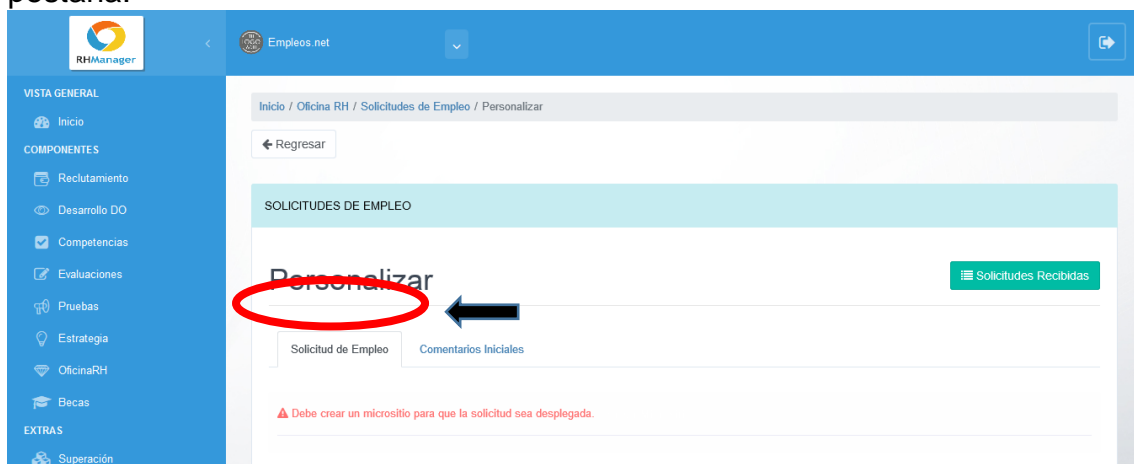 RHManager
Empleos.net
VISTA GENERAL
Inicio
COMPONENTES
Reclutamiento
Desarrollo DO
Competencias
Evaluaciones
Pruebas
Estrategia
OficinaRH
Becas
EXTRAS
Superación
Inicio / Oficina RH / Solicitudes de Empleo / Personalizar
Regresar
SOLICITUDES DE EMPLEO
Personalizar
Solicitudes Recibidas
Solicitud de Empleo
Comentarios Iniciales
Debe crear un micrositio para que la solicitud sea desplegada.